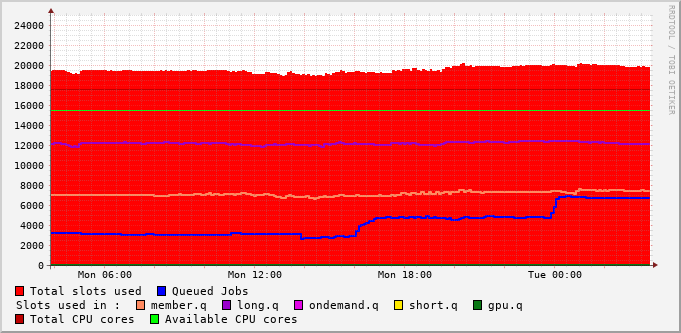 24000
22000
20000
18000
16000
14000
12000
10000
8000
6000
4000
2000
0
Mon 06:00 Mon 12:00 Mon 18:00 Tue 00:00
Total slots used Queued Jobs
Slots used in : member.q long.q ondemand.q short.q gpu.q
Total CPU cores Available CPU cores
RRDTOOL / TOBI OETIKER